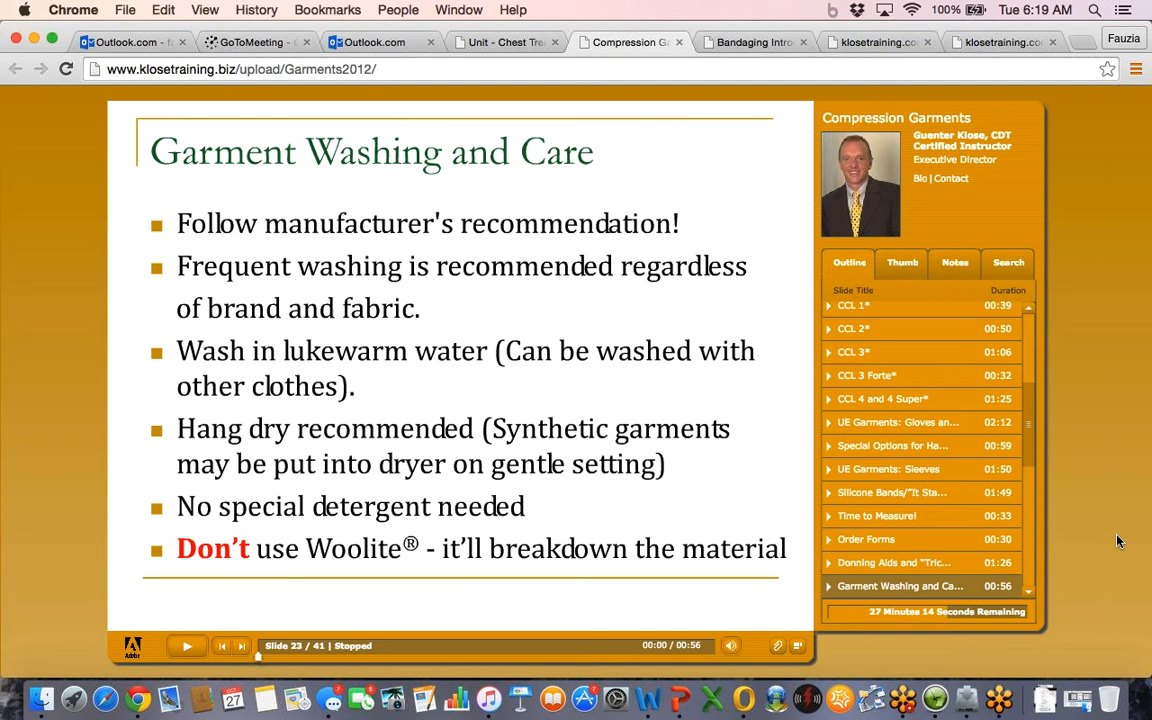 Chrome File Edit View History Bookmarks People Window Help 100% Tue 6:19 AM
Outlook.com - f GoToMeeting - C Outlook.com Unit - Chest Tre Compression Ga Bandaging Intro klosetraining.co klosetraining.co Fauzia
www.klosetraining.biz/upload/Garments2012/
Garment Washing and Care
Follow manufacturer's recommendation!
Frequent washing is recommended regardless
of brand and fabric.
Wash in lukewarm water (Can be washed with
other clothes).
Hang dry recommended (Synthetic garments
may be put into dryer on gentle setting)
No special detergent needed
Don't use Woolite® - it'll breakdown the material
Adobe
Slide 23 / 41 | Stopped 00:00 / 00:56
Compression Garments
Guenter Klose, CDT
Certified Instructor
Executive Director
Bio | Contact
Outline Thumb Notes Search
Slide Title Duration
CCL 1* 00:39
CCL 2* 00:50
CCL 3* 01:06
CCL 3 Forte* 00:32
CCL 4 and 4 Super* 01:25
UE Garments: Gloves an... 02:12
Special Options for Ha... 00:59
UE Garments: Sleeves 01:50
Silicone Bands/"It Sta... 01:49
Time to Measure! 00:33
Order Forms 00:30
Donning Aids and "Tric... 01:26
Garment Washing and Ca... 00:56
27 Minutes 14 Seconds Remaining
OCT
27